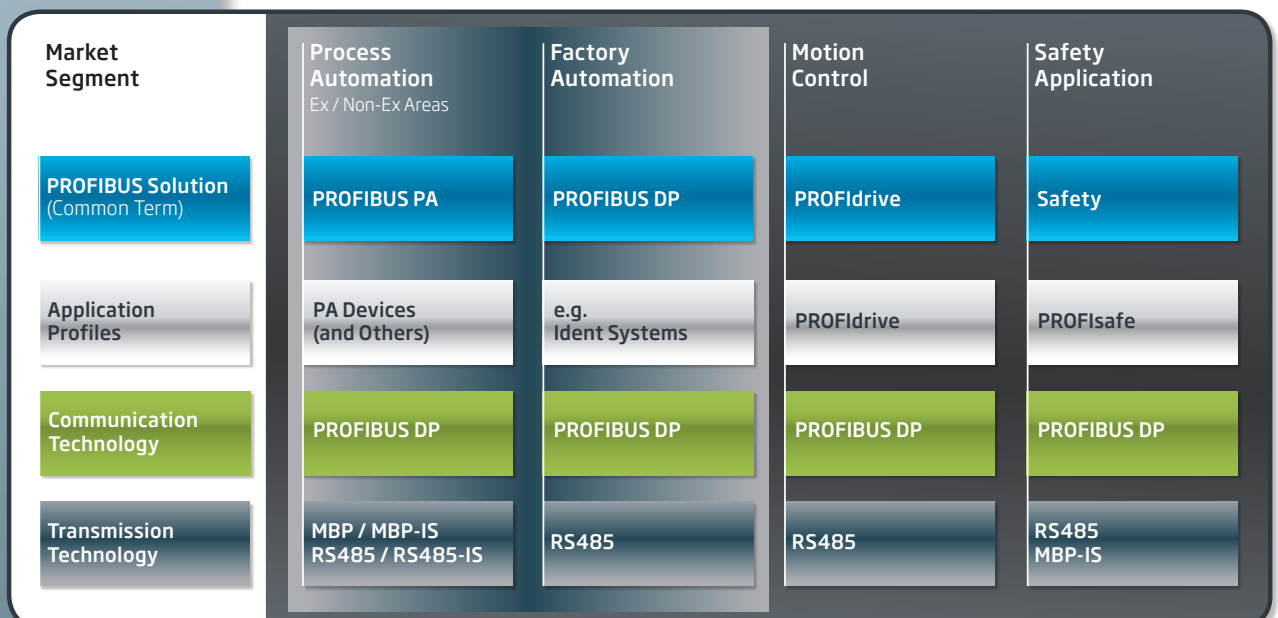 Market
Segment
Process
Automation
Ex / Non-Ex Areas
Factory
Automation
Motion
Control
Safety
Application
PROFIBUS Solution
(Common Term)
PROFIBUS PA
PROFIBUS DP
PROFIdrive
Safety
Application
Profiles
PA Devices
(and Others)
e.g.
Ident Systems
PROFIdrive
PROFIsafe
Communication
Technology
PROFIBUS DP
PROFIBUS DP
PROFIBUS DP
PROFIBUS DP
Transmission
Technology
MBP / MBP-IS
RS485 / RS485-IS
RS485
RS485
RS485
MBP-IS